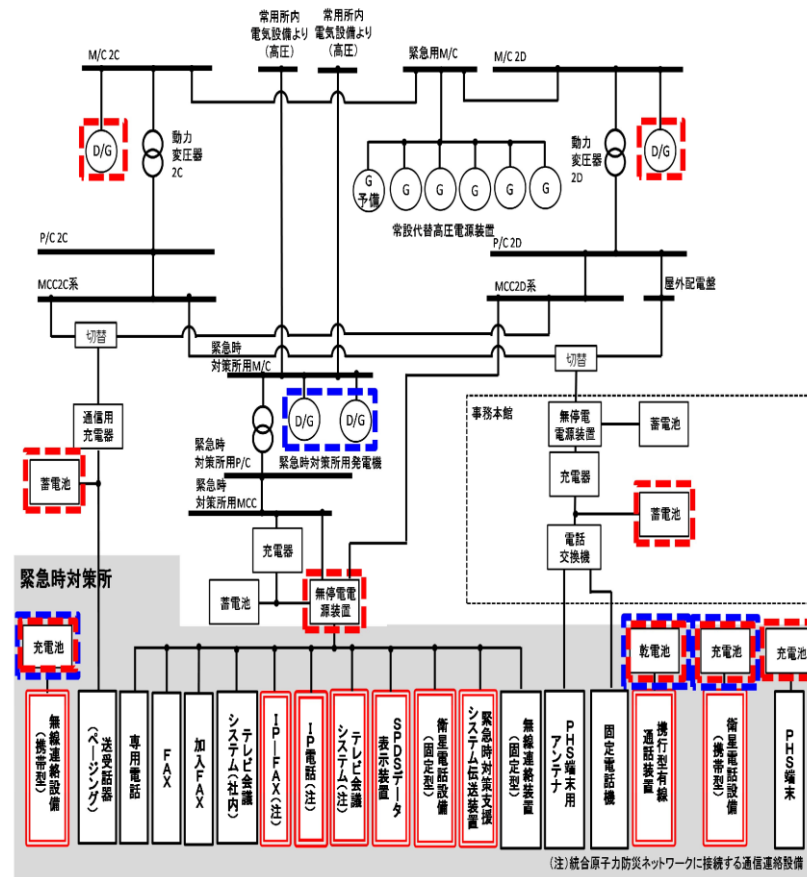 常用所内
電気設備より
(高圧)
常用所内
電気設備より
(高圧)
M/C 2C
緊急用M/C
M/C 2D
D/G
動力
変圧器
2C
G
予備
G
G
G
G
G
常設代替高圧電源装置
動力
変圧器
2D
D/G
P/C 2C
P/C 2D
MCC2C系
MCC2D系
屋外配電盤
切替
緊急時
対策所用M/C
切替
通信用
充電器
D/G
D/G
緊急時対策所用発電機
事務本館
無停電
電源装置
蓄電池
緊急時
対策所用P/C
緊急時
対策所用MCC
充電器
蓄電池
蓄電池
電話
交換機
充電器
緊急時対策所
蓄電池
無停電電
源装置
充電池
乾電池
充電池
充電池
無線連絡設備
(携帯型)
送受話器
(ページング)
専用電話
FAX
加入FAX
テレビ会議
システム(社内)
IP-FAX(注)
IP電話(注)
テレビ会議
システム(注)
SPDSデータ
表示装置
衛星電話設備
(固定型)
緊急時対策支援
システム伝送装置
無線連絡装置
(固定型)
PHS端末用
アンテナ
固定電話機
携行型有線
通話装置
衛星電話設備
(携帯型)
PHS端末
(注)統合原子力防災ネットワークに接続する通信連絡設備